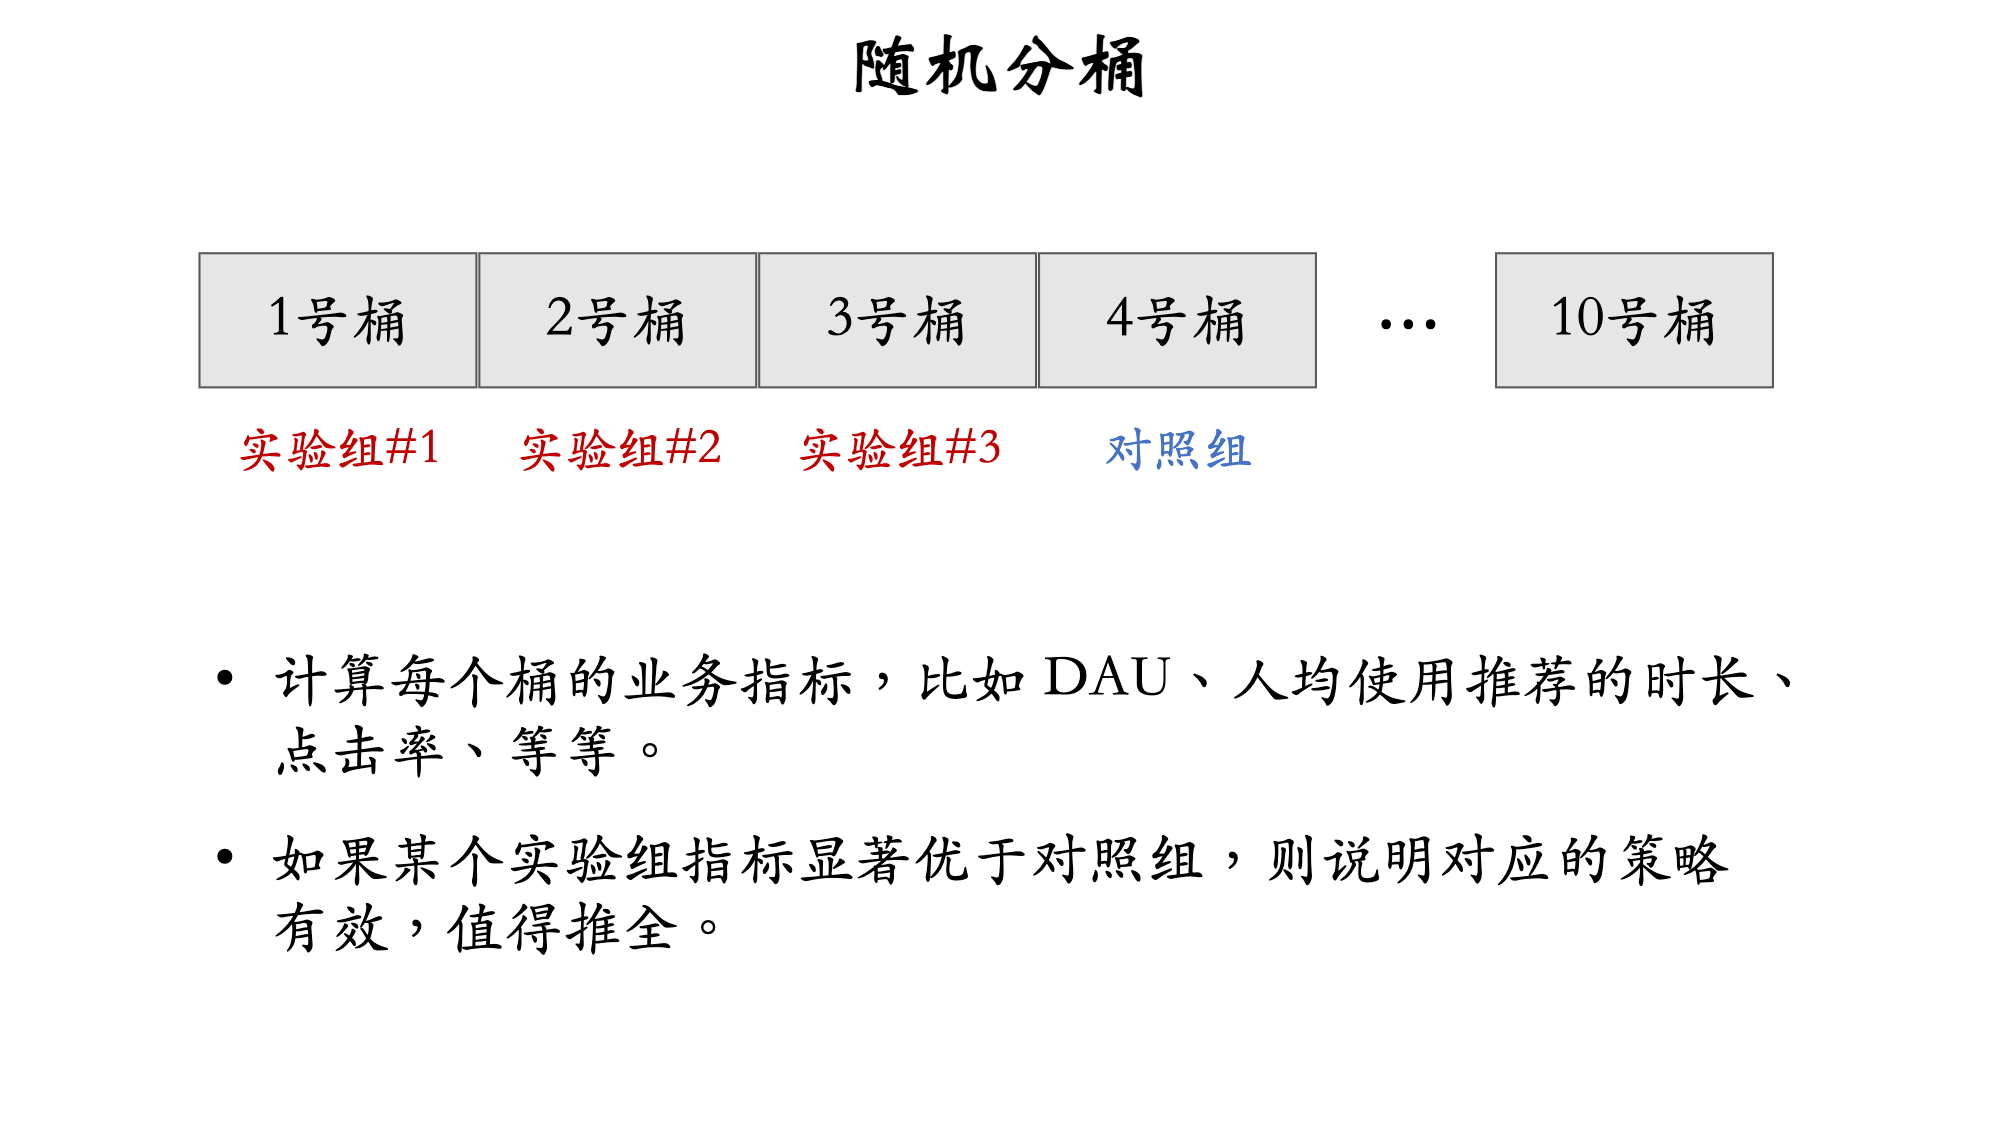 随机分桶
1号桶 2号桶 3号桶 4号桶 … 10号桶
实验组#1 实验组#2 实验组#3 对照组
• 计算每个桶的业务指标，比如 DAU、人均使用推荐的时长、
点击率、等等。
• 如果某个实验组指标显著优于对照组，则说明对应的策略
有效，值得推全。